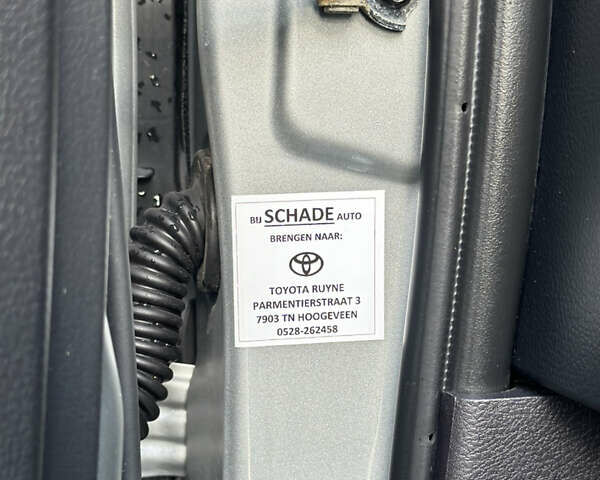 Bij SCHADE AUTO
BRENGEN NAAR:
TOYOTA RUYNE
PARMENTIERSTRAAT 3
7903 TN HOOGEVEEN
0528-262458